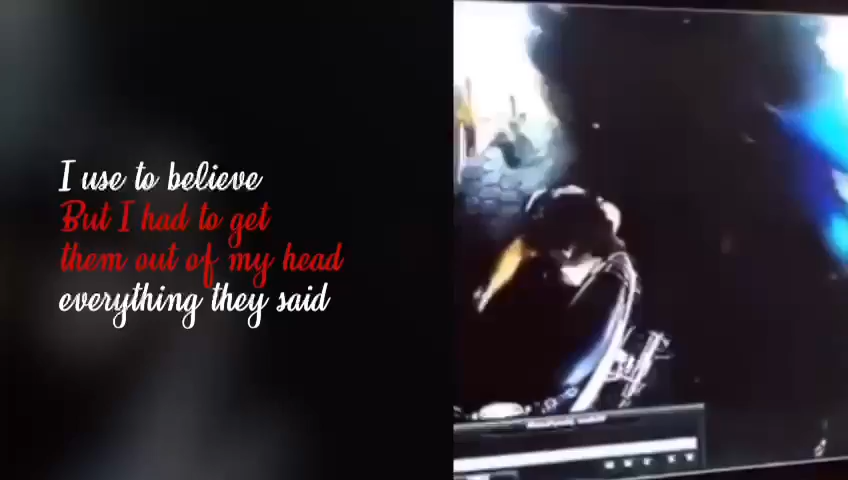 I use to believe
But I had to get
them out of my head
everything they said